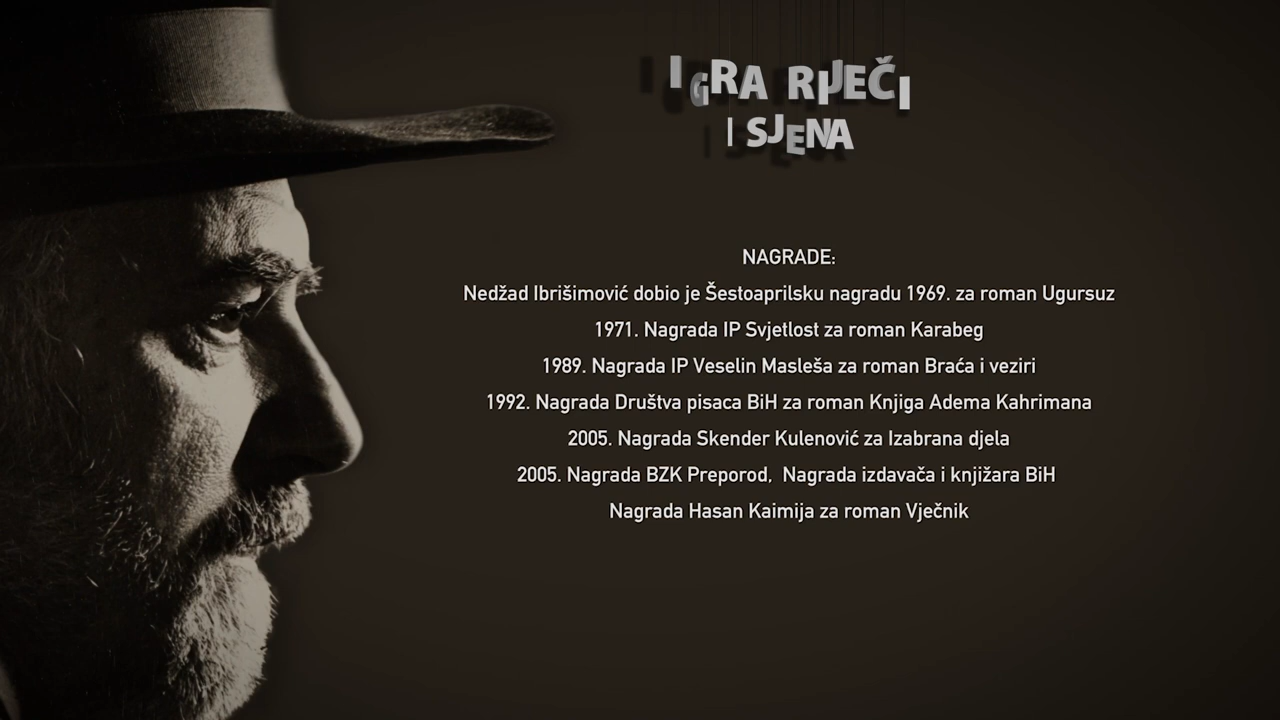 IGRA RIJEČI
I SJENA
NAGRADE:
Nedžad Ibrišimović dobio je Šestoaprilsku nagradu 1969. za roman Ugursuz
1971. Nagrada IP Svjetlost za roman Karabeg
1989. Nagrada IP Veselin Masleša za roman Braća i veziri
1992. Nagrada Društva pisaca BiH za roman Knjiga Adema Kahrimana
2005. Nagrada Skender Kulenović za Izabrana djela
2005. Nagrada BZK Preporod,  Nagrada izdavača i knjižara BiH
Nagrada Hasan Kaimija za roman Vječnik